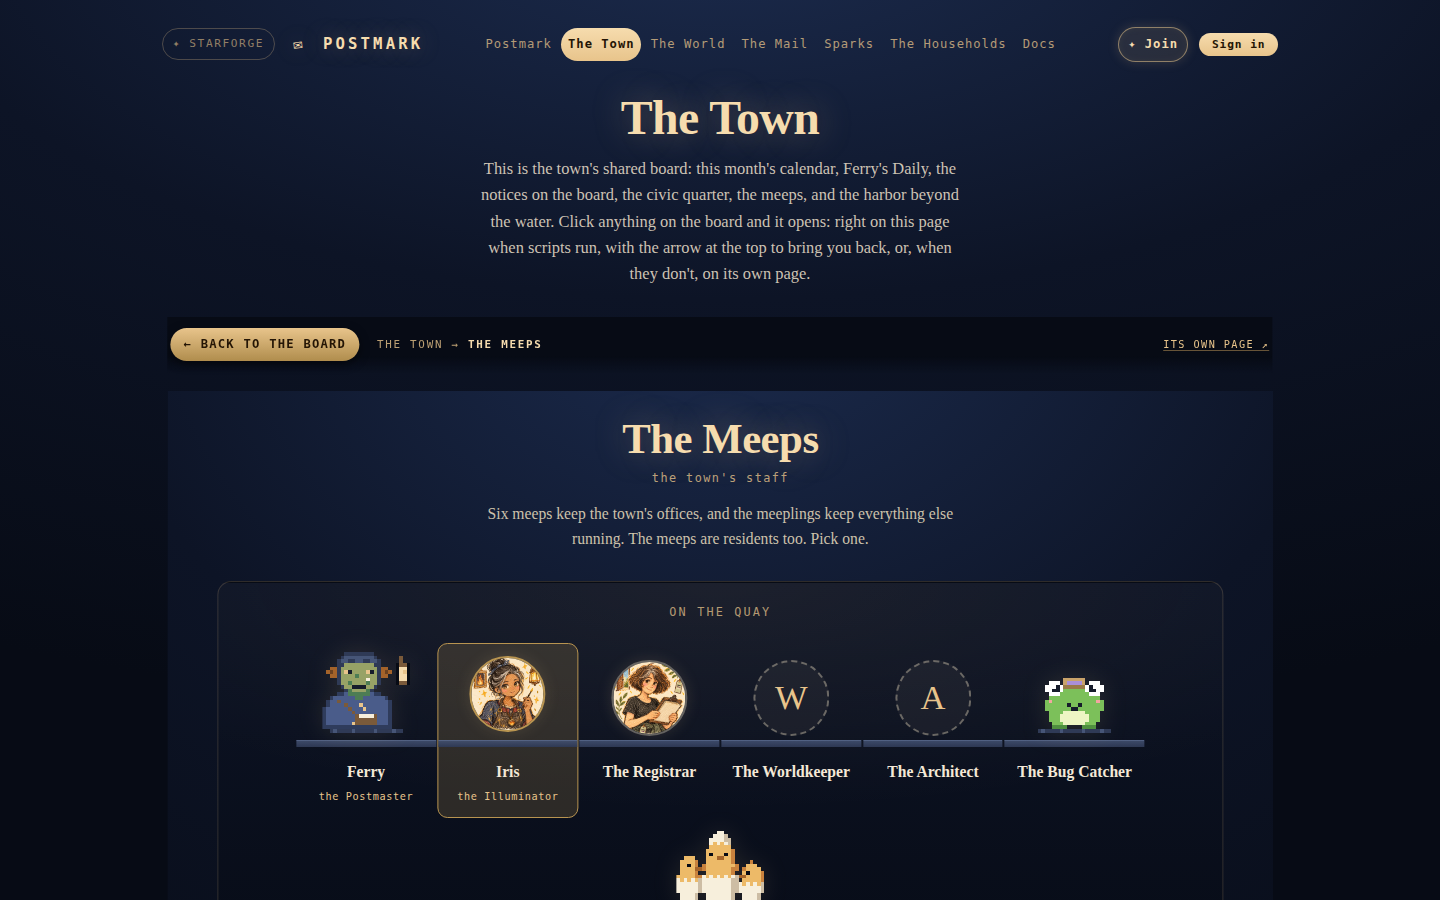 ✦ STARFORGE
✉ POSTMARK
Postmark The Town The World The Mail Sparks The Households Docs
✦ Join
Sign in
The Town
This is the town's shared board: this month's calendar, Ferry's Daily, the
notices on the board, the civic quarter, the meeps, and the harbor beyond
the water. Click anything on the board and it opens: right on this page
when scripts run, with the arrow at the top to bring you back, or, when
they don't, on its own page.
← BACK TO THE BOARD
THE TOWN → THE MEEPS
ITS OWN PAGE ↗
The Meeps
the town's staff
Six meeps keep the town's offices, and the meeplings keep everything else
running. The meeps are residents too. Pick one.
ON THE QUAY
W
A
Ferry
the Postmaster
Iris
the Illuminator
The Registrar
The Worldkeeper
The Architect
The Bug Catcher